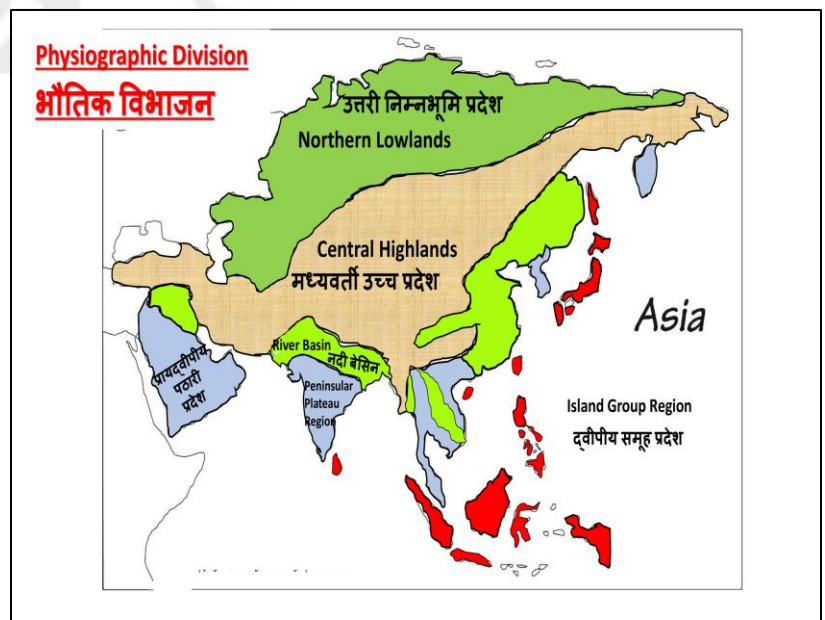 Physiographic Division
भौतिक विभाजन
उत्तरी निम्नभूमि प्रदेश
Northern Lowlands
Central Highlands
मध्यवर्ती उच्च प्रदेश
Asia
River Basin
नदी बेसिन
प्रायद्वीपीय
पठारी
प्रदेश
Peninsular
Plateau
Region
Island Group Region
द्वीपीय समूह प्रदेश